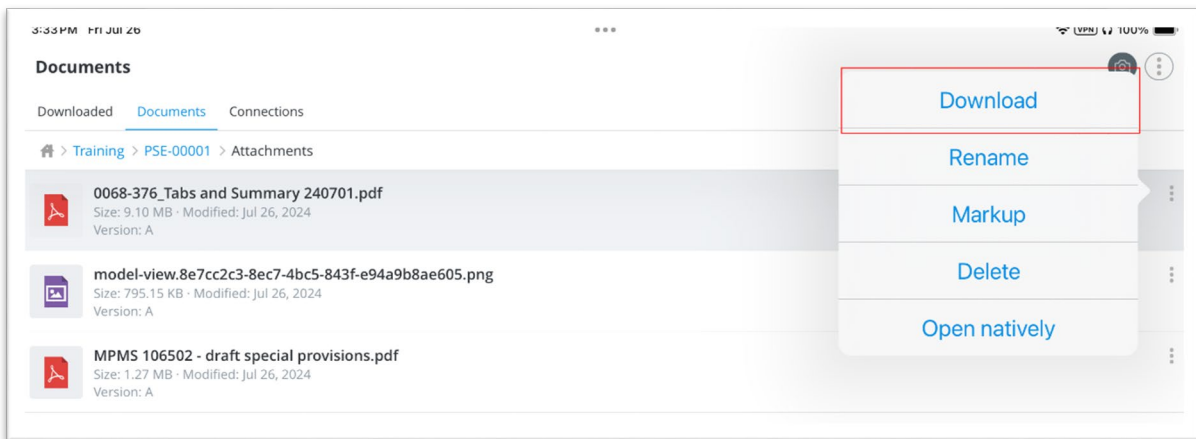 3:33 PM Fri Jul 26
VPN 100%
Documents
Downloaded Documents Connections
> Training > PSE-00001 > Attachments
0068-376_Tabs and Summary 240701.pdf
Size: 9.10 MB · Modified: Jul 26, 2024
Version: A
model-view.8e7cc2c3-8ec7-4bc5-843f-e94a9b8ae605.png
Size: 795.15 KB · Modified: Jul 26, 2024
Version: A
MPMS 106502 - draft special provisions.pdf
Size: 1.27 MB · Modified: Jul 26, 2024
Version: A
Download
Rename
Markup
Delete
Open natively